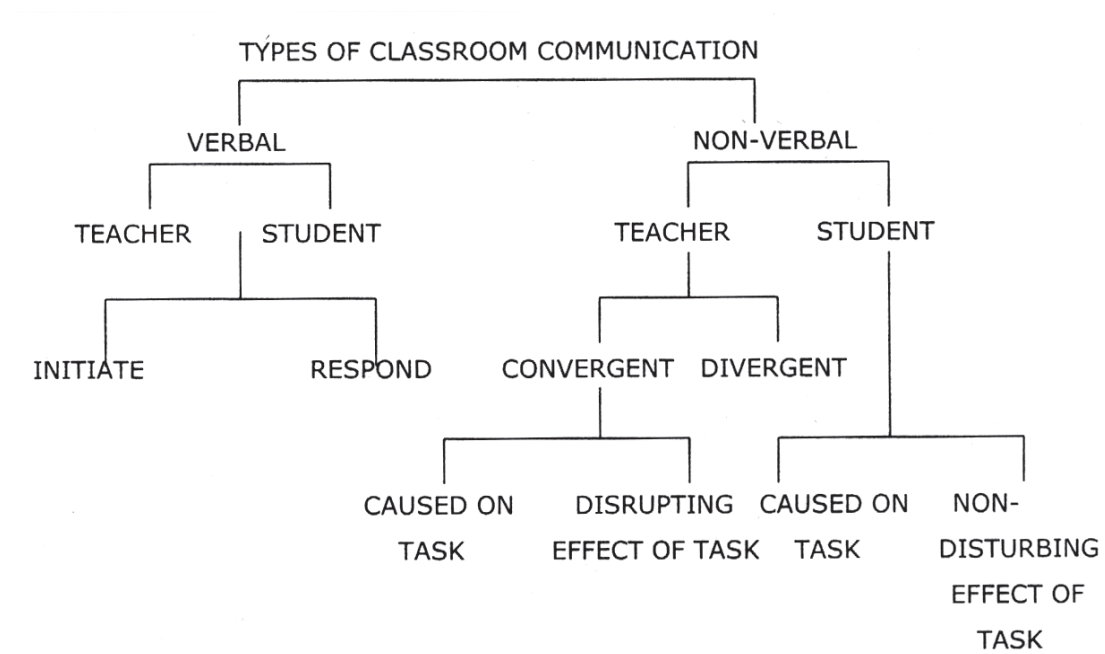 TYPES OF CLASSROOM COMMUNICATION
VERBAL
NON-VERBAL
TEACHER
STUDENT
TEACHER
STUDENT
INITIATE
RESPOND
CONVERGENT
DIVERGENT
CAUSED ON
TASK
DISRUPTING
EFFECT OF TASK
CAUSED ON
TASK
NON-
DISTURBING
EFFECT OF
TASK